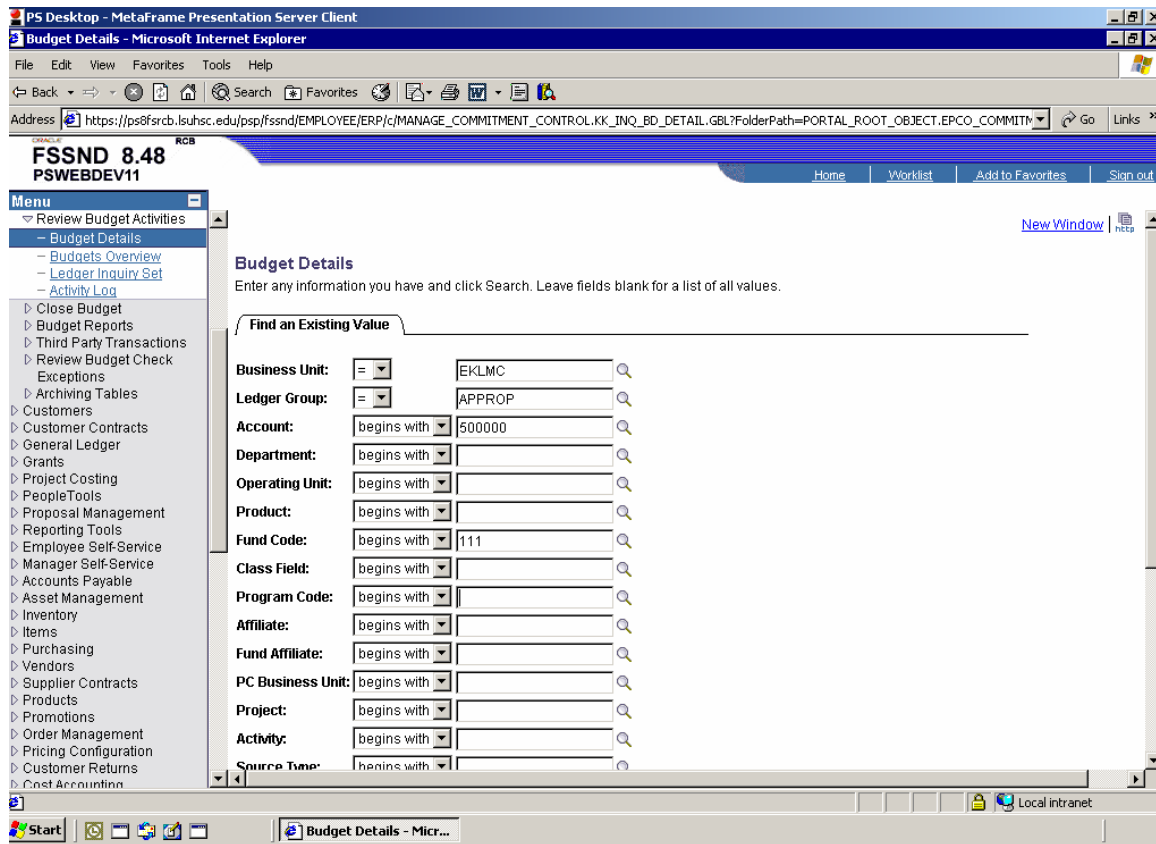 PS Desktop - MetaFrame Presentation Server Client
Budget Details - Microsoft Internet Explorer
File Edit View Favorites Tools Help
Back Search Favorites
Address https://ps8fsrcb.lsuhsc.edu/psp/fssnd/EMPLOYEE/ERP/c/MANAGE_COMMITMENT_CONTROL.KK_INQ_BD_DETAIL.GBL?FolderPath=PORTAL_ROOT_OBJECT.EPCO_COMMITM Go Links »
ORACLE RCB
FSSND 8.48
PSWEBDEV11
Home Worklist Add to Favorites Sign out
Menu
Review Budget Activities
– Budget Details
– Budgets Overview
– Ledger Inquiry Set
– Activity Log
Close Budget
Budget Reports
Third Party Transactions
Review Budget Check
Exceptions
Archiving Tables
Customers
Customer Contracts
General Ledger
Grants
Project Costing
PeopleTools
Proposal Management
Reporting Tools
Employee Self-Service
Manager Self-Service
Accounts Payable
Asset Management
Inventory
Items
Purchasing
Vendors
Supplier Contracts
Products
Promotions
Order Management
Pricing Configuration
Customer Returns
Cost Accounting
New Window http
Budget Details
Enter any information you have and click Search. Leave fields blank for a list of all values.
Find an Existing Value
Business Unit: = EKLMC
Ledger Group: = APPROP
Account: begins with 500000
Department: begins with
Operating Unit: begins with
Product: begins with
Fund Code: begins with 111
Class Field: begins with
Program Code: begins with
Affiliate: begins with
Fund Affiliate: begins with
PC Business Unit: begins with
Project: begins with
Activity: begins with
Source Type: begins with
Local intranet
Start Budget Details - Micr...